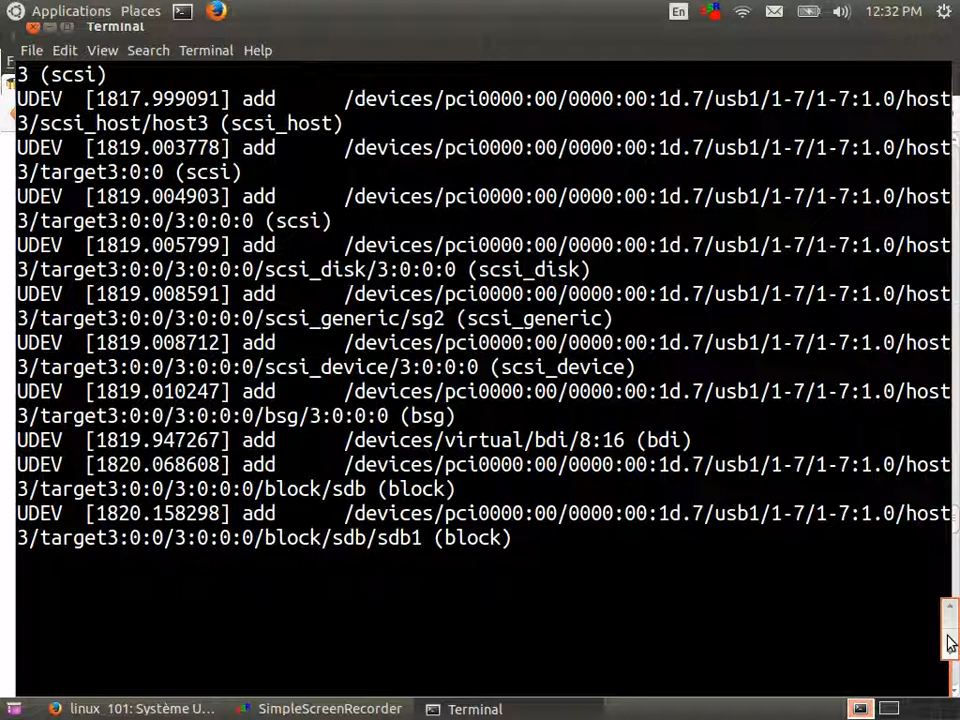 Applications Places En 12:32 PM
Terminal
File Edit View Search Terminal Help
3 (scsi)
UDEV  [1817.999091] add      /devices/pci0000:00/0000:00:1d.7/usb1/1-7/1-7:1.0/host
3/scsi_host/host3 (scsi_host)
UDEV  [1819.003778] add      /devices/pci0000:00/0000:00:1d.7/usb1/1-7/1-7:1.0/host
3/target3:0:0 (scsi)
UDEV  [1819.004903] add      /devices/pci0000:00/0000:00:1d.7/usb1/1-7/1-7:1.0/host
3/target3:0:0/3:0:0:0 (scsi)
UDEV  [1819.005799] add      /devices/pci0000:00/0000:00:1d.7/usb1/1-7/1-7:1.0/host
3/target3:0:0/3:0:0:0/scsi_disk/3:0:0:0 (scsi_disk)
UDEV  [1819.008591] add      /devices/pci0000:00/0000:00:1d.7/usb1/1-7/1-7:1.0/host
3/target3:0:0/3:0:0:0/scsi_generic/sg2 (scsi_generic)
UDEV  [1819.008712] add      /devices/pci0000:00/0000:00:1d.7/usb1/1-7/1-7:1.0/host
3/target3:0:0/3:0:0:0/scsi_device/3:0:0:0 (scsi_device)
UDEV  [1819.010247] add      /devices/pci0000:00/0000:00:1d.7/usb1/1-7/1-7:1.0/host
3/target3:0:0/3:0:0:0/bsg/3:0:0:0 (bsg)
UDEV  [1819.947267] add      /devices/virtual/bdi/8:16 (bdi)
UDEV  [1820.068608] add      /devices/pci0000:00/0000:00:1d.7/usb1/1-7/1-7:1.0/host
3/target3:0:0/3:0:0:0/block/sdb (block)
UDEV  [1820.158298] add      /devices/pci0000:00/0000:00:1d.7/usb1/1-7/1-7:1.0/host
3/target3:0:0/3:0:0:0/block/sdb/sdb1 (block)
linux_101: Système U... SimpleScreenRecorder Terminal